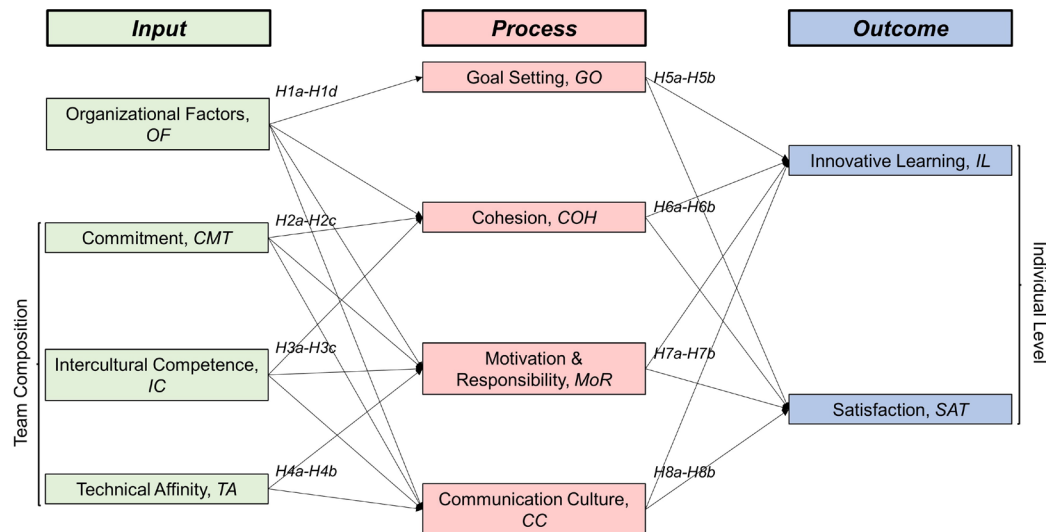 Input
Process
Outcome
Organizational Factors,
OF
Commitment, CMT
Intercultural Competence,
IC
Technical Affinity, TA
Team Composition
H1a-H1d
H2a-H2c
H3a-H3c
H4a-H4b
Goal Setting, GO
Cohesion, COH
Motivation &
Responsibility, MoR
Communication Culture,
CC
H5a-H5b
H6a-H6b
H7a-H7b
H8a-H8b
Innovative Learning, IL
Satisfaction, SAT
Individual Level